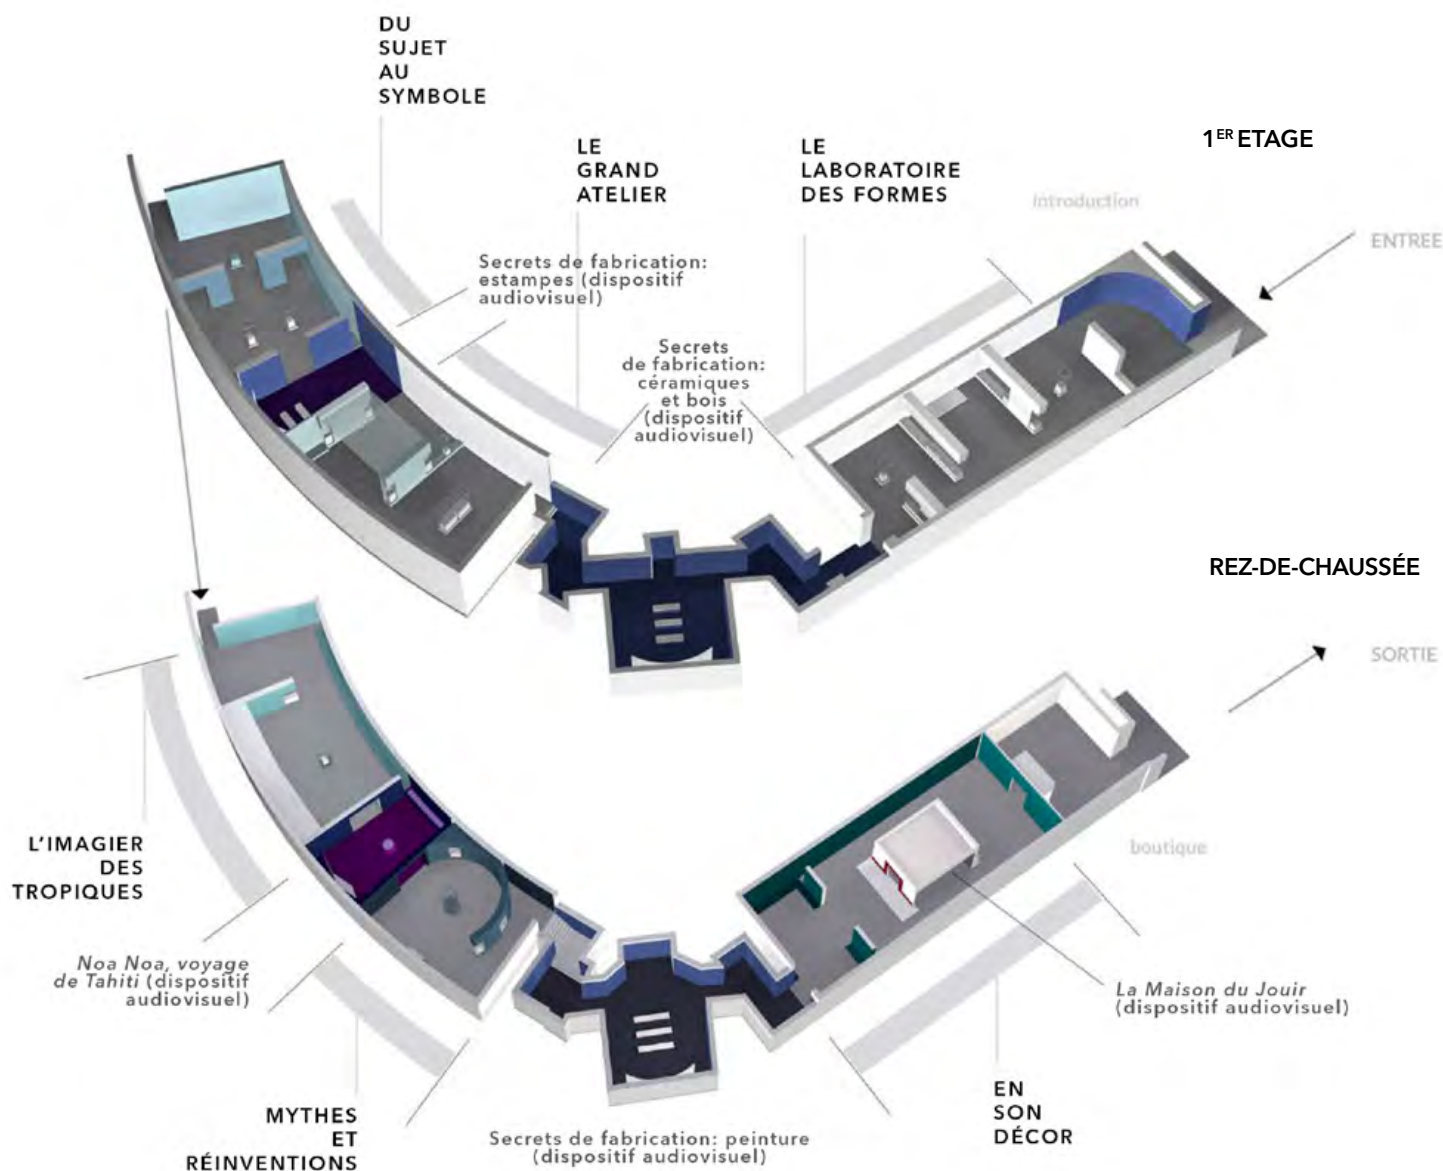 DU
SUJET
AU
SYMBOLE
LE
GRAND
ATELIER
LE
LABORATOIRE
DES FORMES
1ER ETAGE
Introduction
ENTREE
Secrets de fabrication:
estampes (dispositif
audiovisuel)
Secrets
de fabrication:
céramiques
et bois
(dispositif
audiovisuel)
REZ-DE-CHAUSSÉE
SORTIE
L'IMAGIER
DES
TROPIQUES
boutique
Noa Noa, voyage
de Tahiti (dispositif
audiovisuel)
La Maison du Jouir
(dispositif audiovisuel)
MYTHES
ET
RÉINVENTIONS
Secrets de fabrication: peinture
(dispositif audiovisuel)
EN
SON
DÉCOR